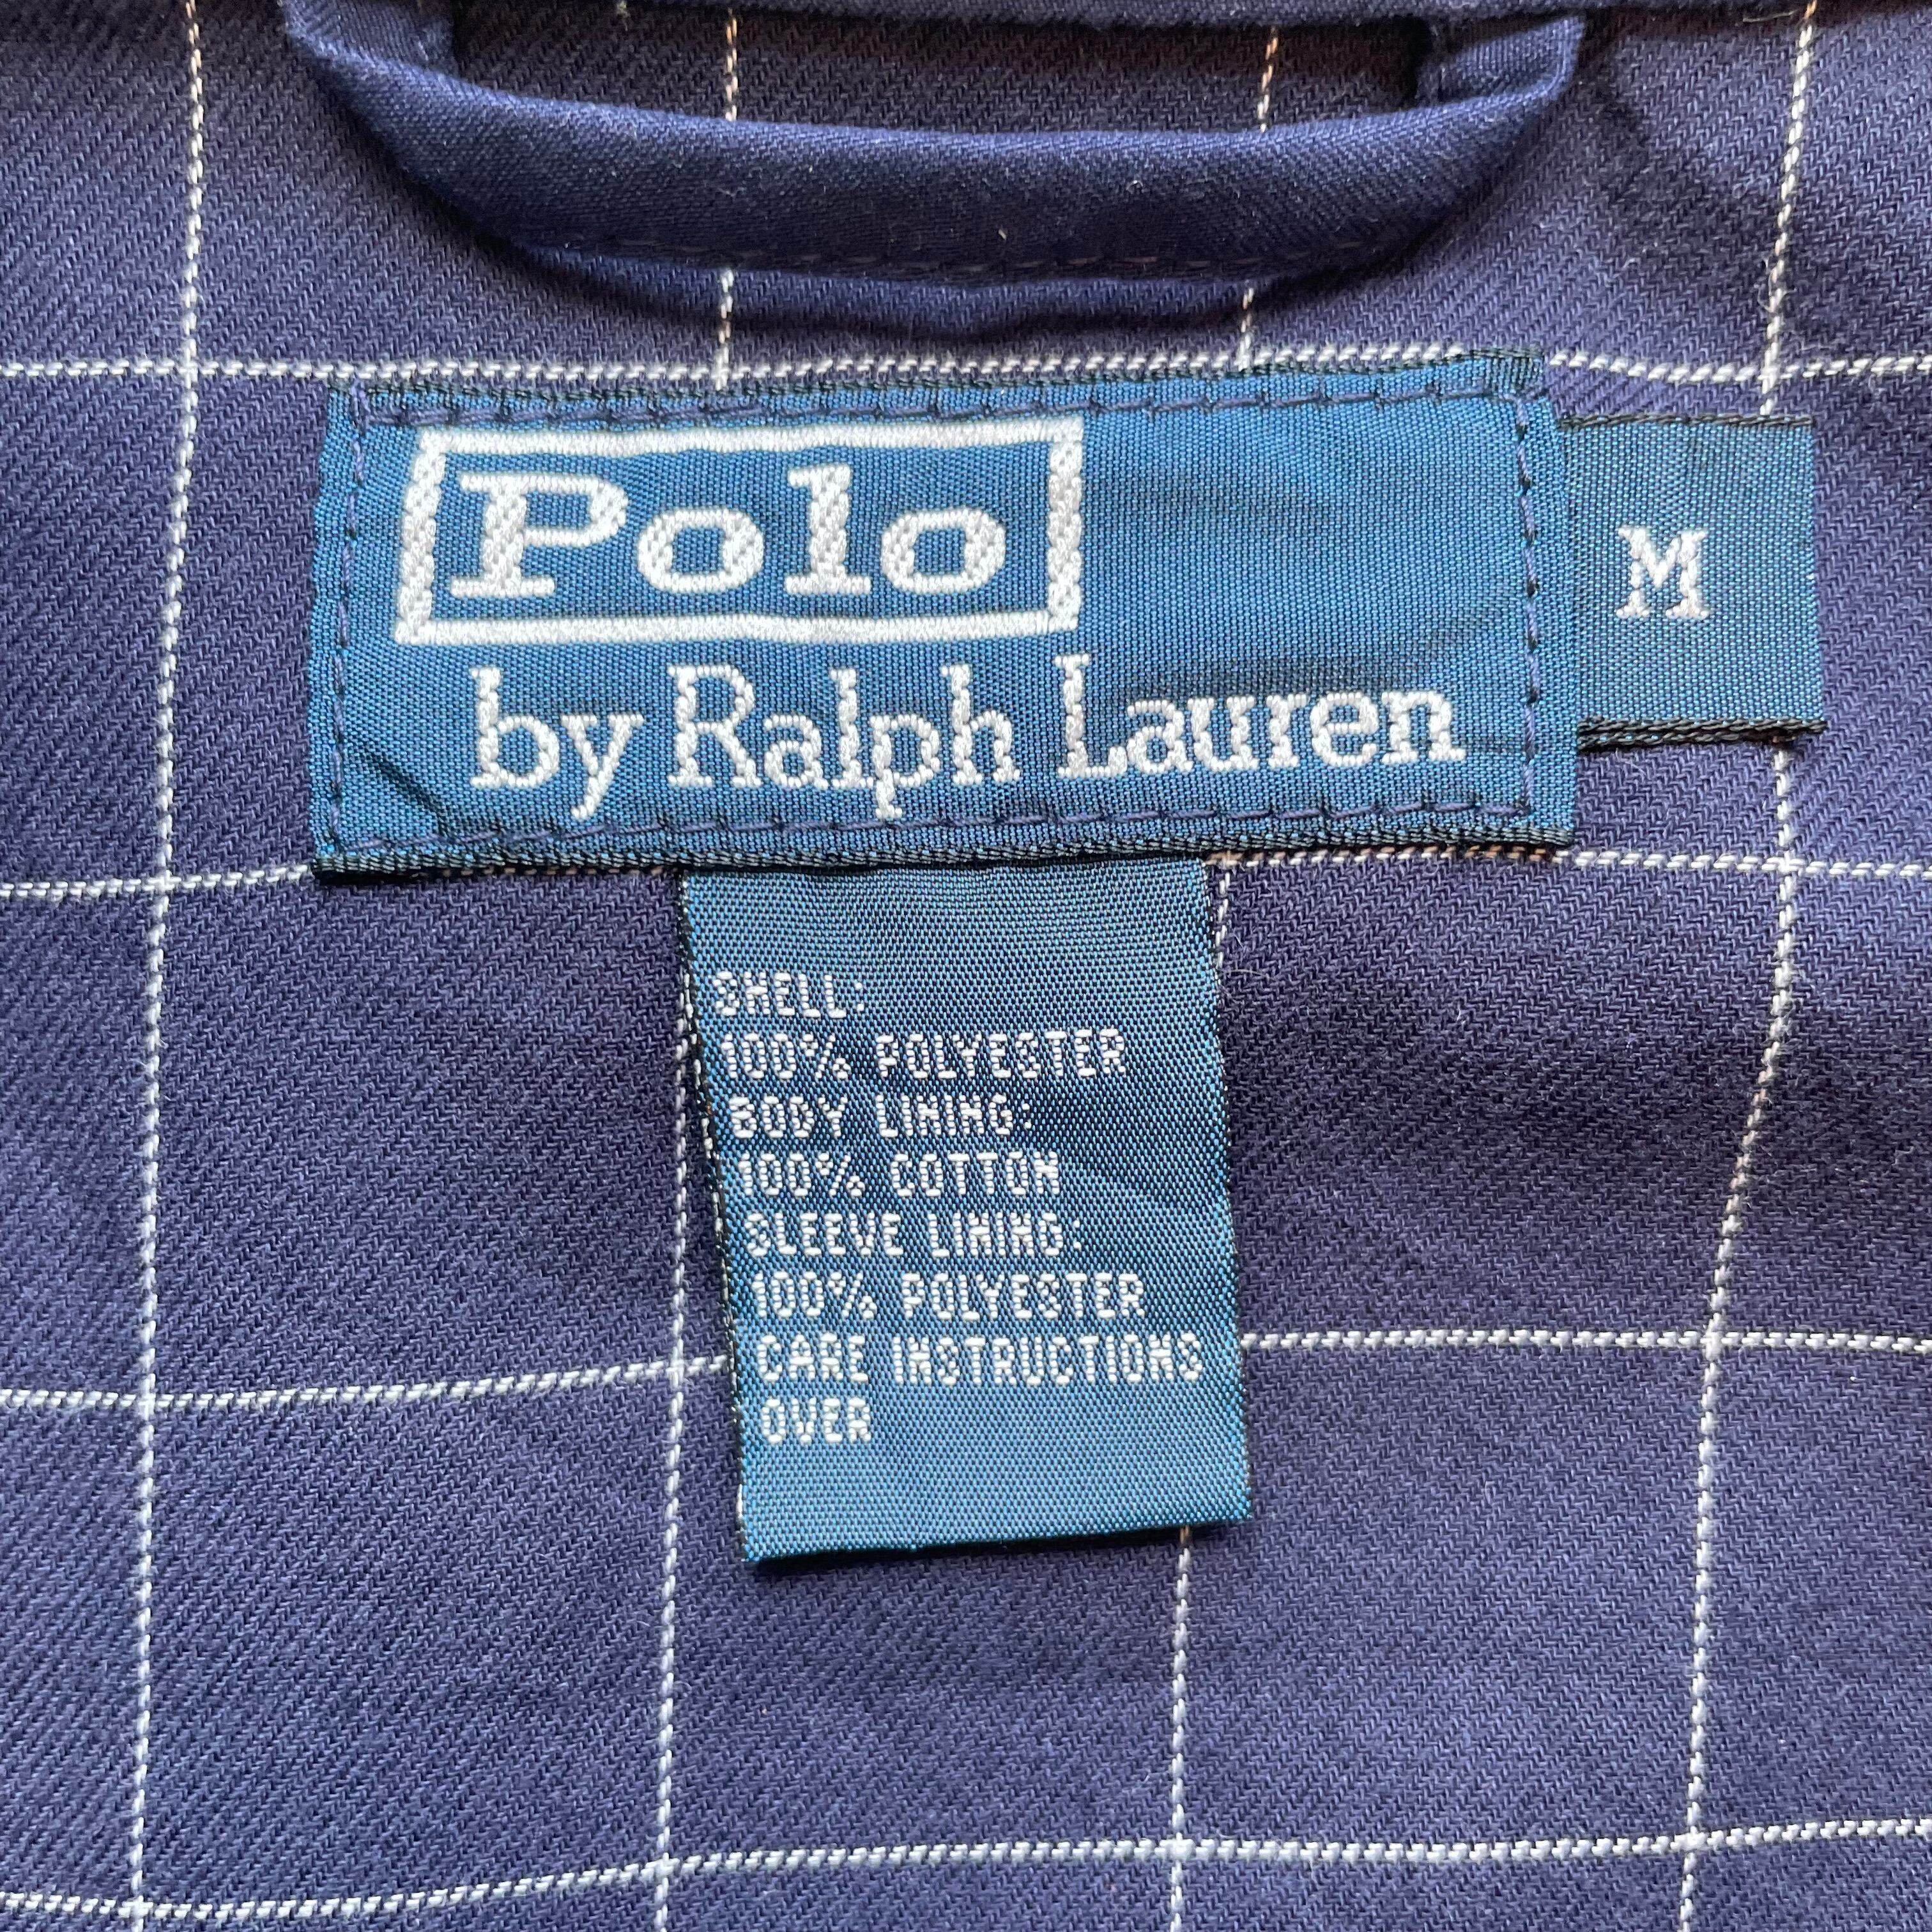 Polo
by Ralph Lauren
M
SHELL:
100% POLYESTER
BODY LINING:
100% COTTON
SLEEVE LINING:
100% POLYESTER
CARE INSTRUCTIONS
OVER